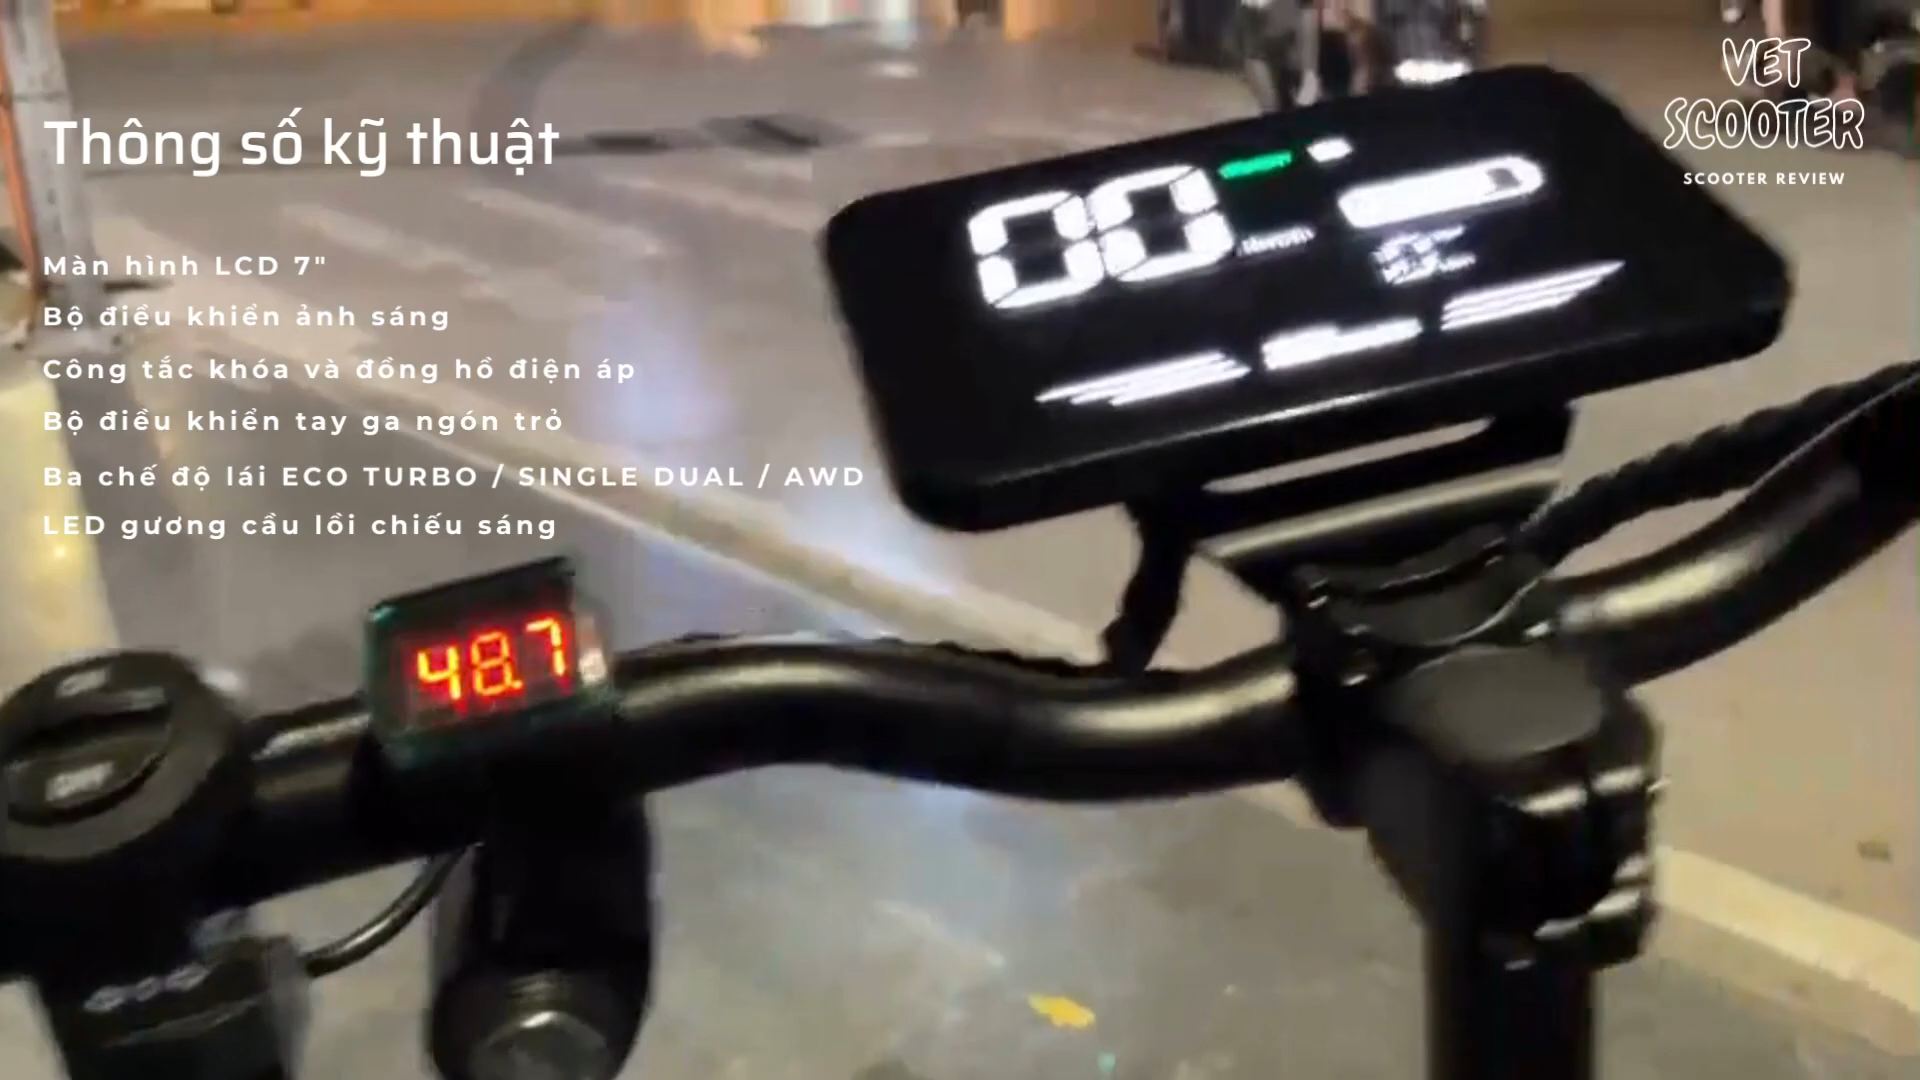 VET
SCOOTER
SCOOTER REVIEW
Thông số kỹ thuật
Màn hình LCD 7"
Bộ điều khiển ảnh sáng
Công tắc khóa và đồng hồ điện áp
Bộ điều khiển tay ga ngón trỏ
Ba chế độ lái ECO TURBO / SINGLE DUAL / AWD
LED gương cầu lồi chiếu sáng
00
48.7